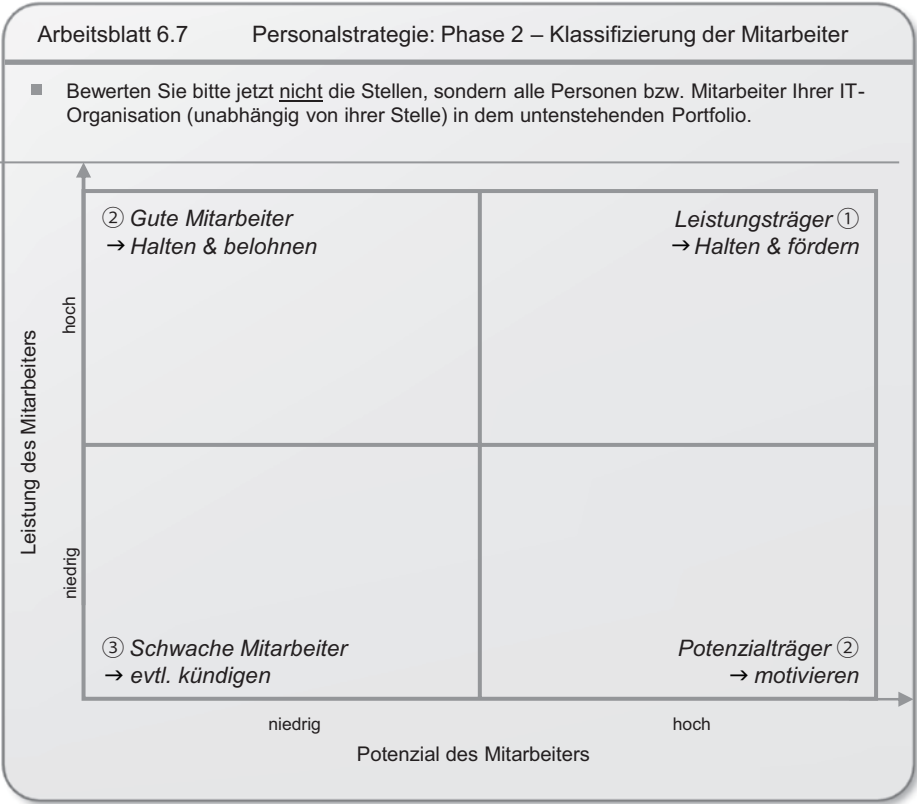 Arbeitsblatt 6.7 Personalstrategie: Phase 2 – Klassifizierung der Mitarbeiter
Bewerten Sie bitte jetzt nicht die Stellen, sondern alle Personen bzw. Mitarbeiter Ihrer IT-
Organisation (unabhängig von ihrer Stelle) in dem untenstehenden Portfolio.
② Gute Mitarbeiter
→ Halten & belohnen
Leistungsträger ①
→ Halten & fördern
hoch
Leistung des Mitarbeiters
niedrig
③ Schwache Mitarbeiter
→ evtl. kündigen
Potenzialträger ②
→ motivieren
niedrig
hoch
Potenzial des Mitarbeiters